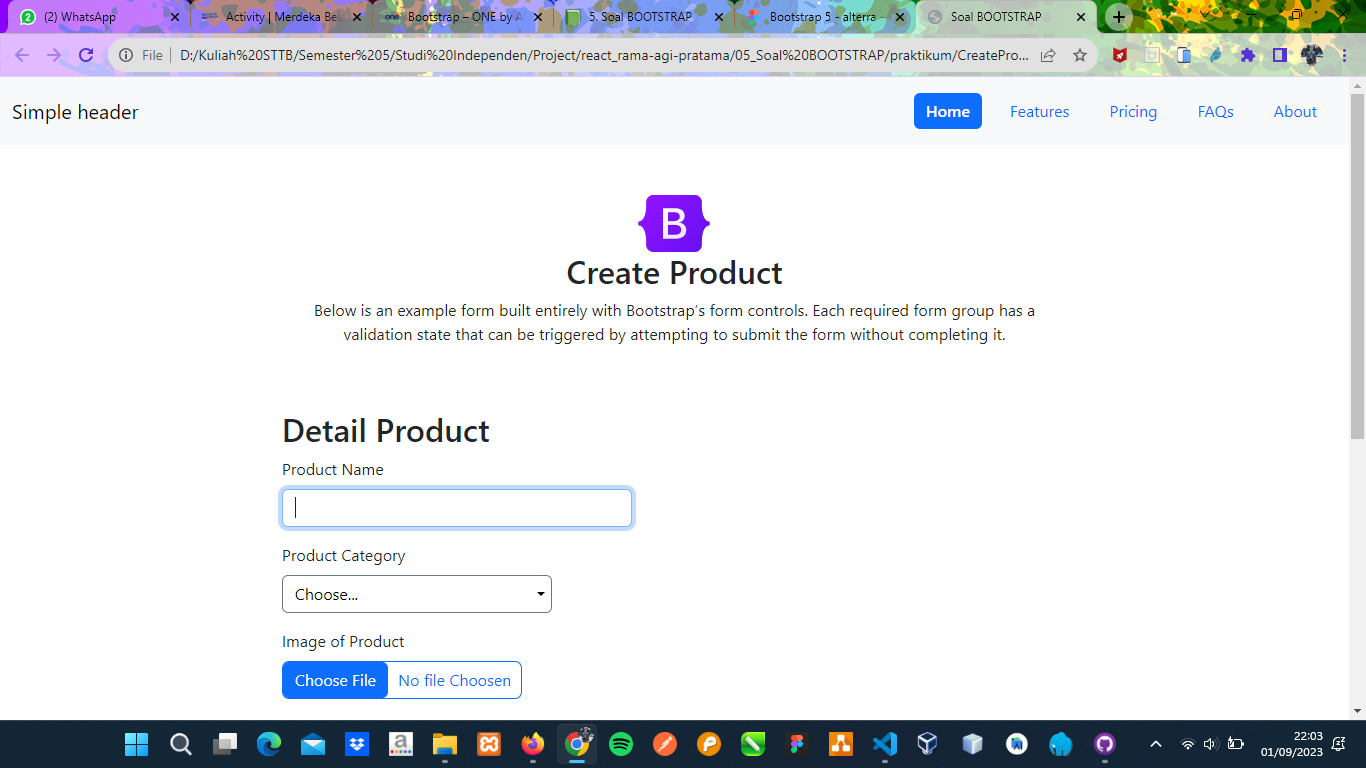 (2) WhatsApp
Activity | Merdeka Bela
Bootstrap – ONE by A
5. Soal BOOTSTRAP
Bootstrap 5 - alterra –
Soal BOOTSTRAP
File
D:/Kuliah%20STTB/Semester%205/Studi%20Independen/Project/react_rama-agi-pratama/05_Soal%20BOOTSTRAP/praktikum/CreatePro...
Simple header
Home
Features
Pricing
FAQs
About
B
Create Product
Below is an example form built entirely with Bootstrap’s form controls. Each required form group has a
validation state that can be triggered by attempting to submit the form without completing it.
Detail Product
Product Name
Product Category
Choose...
Image of Product
Choose File
No file Choosen
22:03
01/09/2023